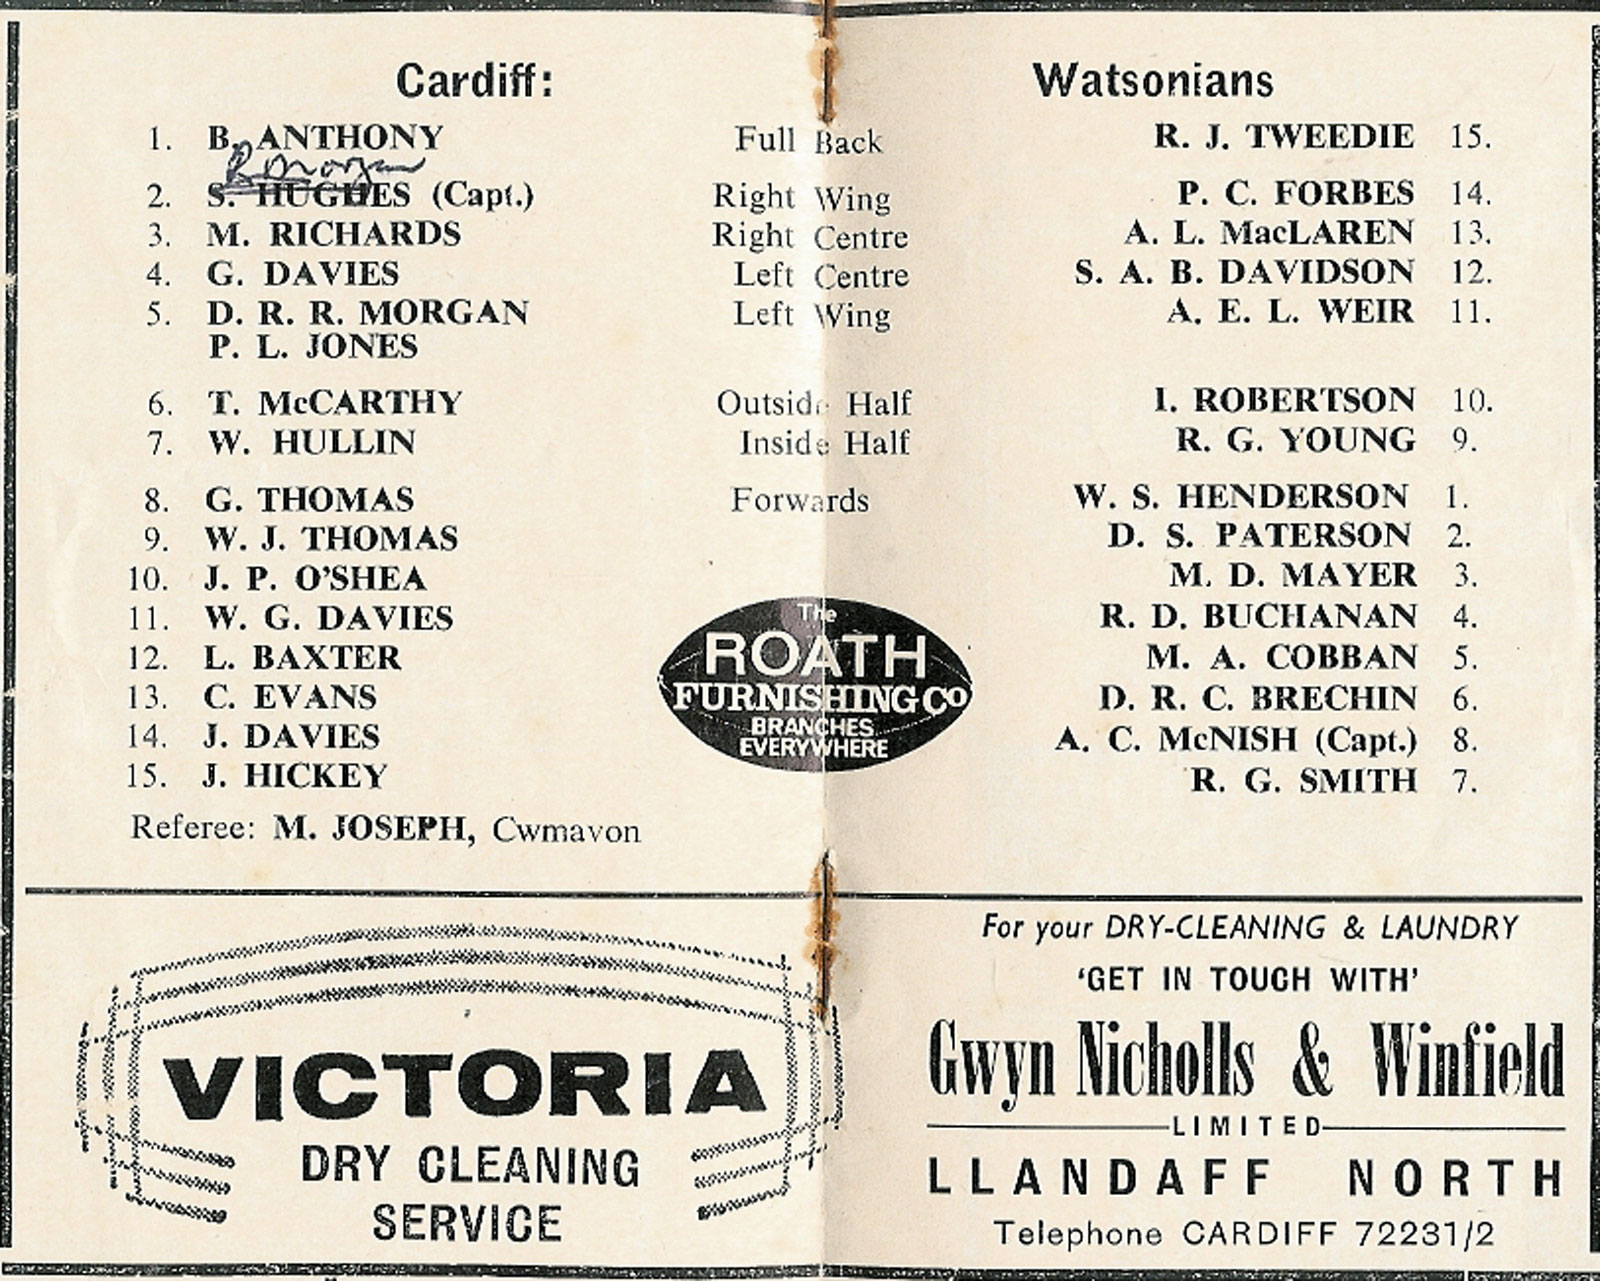 Cardiff:
Watsonians
1. B. ANTHONY Full Back R. J. TWEEDIE 15.
R Morgan
2. S. HUGHES (Capt.) Right Wing P. C. FORBES 14.
3. M. RICHARDS Right Centre A. L. MacLAREN 13.
4. G. DAVIES Left Centre S. A. B. DAVIDSON 12.
5. D. R. R. MORGAN Left Wing A. E. L. WEIR 11.
P. L. JONES
6. T. McCARTHY Outside Half I. ROBERTSON 10.
7. W. HULLIN Inside Half R. G. YOUNG 9.
8. G. THOMAS Forwards W. S. HENDERSON 1.
9. W. J. THOMAS D. S. PATERSON 2.
10. J. P. O'SHEA M. D. MAYER 3.
11. W. G. DAVIES R. D. BUCHANAN 4.
12. L. BAXTER M. A. COBBAN 5.
13. C. EVANS D. R. C. BRECHIN 6.
14. J. DAVIES A. C. McNISH (Capt.) 8.
15. J. HICKEY R. G. SMITH 7.
The
ROATH
FURNISHING CO
BRANCHES
EVERYWHERE
Referee: M. JOSEPH, Cwmavon
VICTORIA
DRY CLEANING
SERVICE
For your DRY-CLEANING & LAUNDRY
'GET IN TOUCH WITH'
Gwyn Nicholls & Winfield
LIMITED
LLANDAFF NORTH
Telephone CARDIFF 72231/2